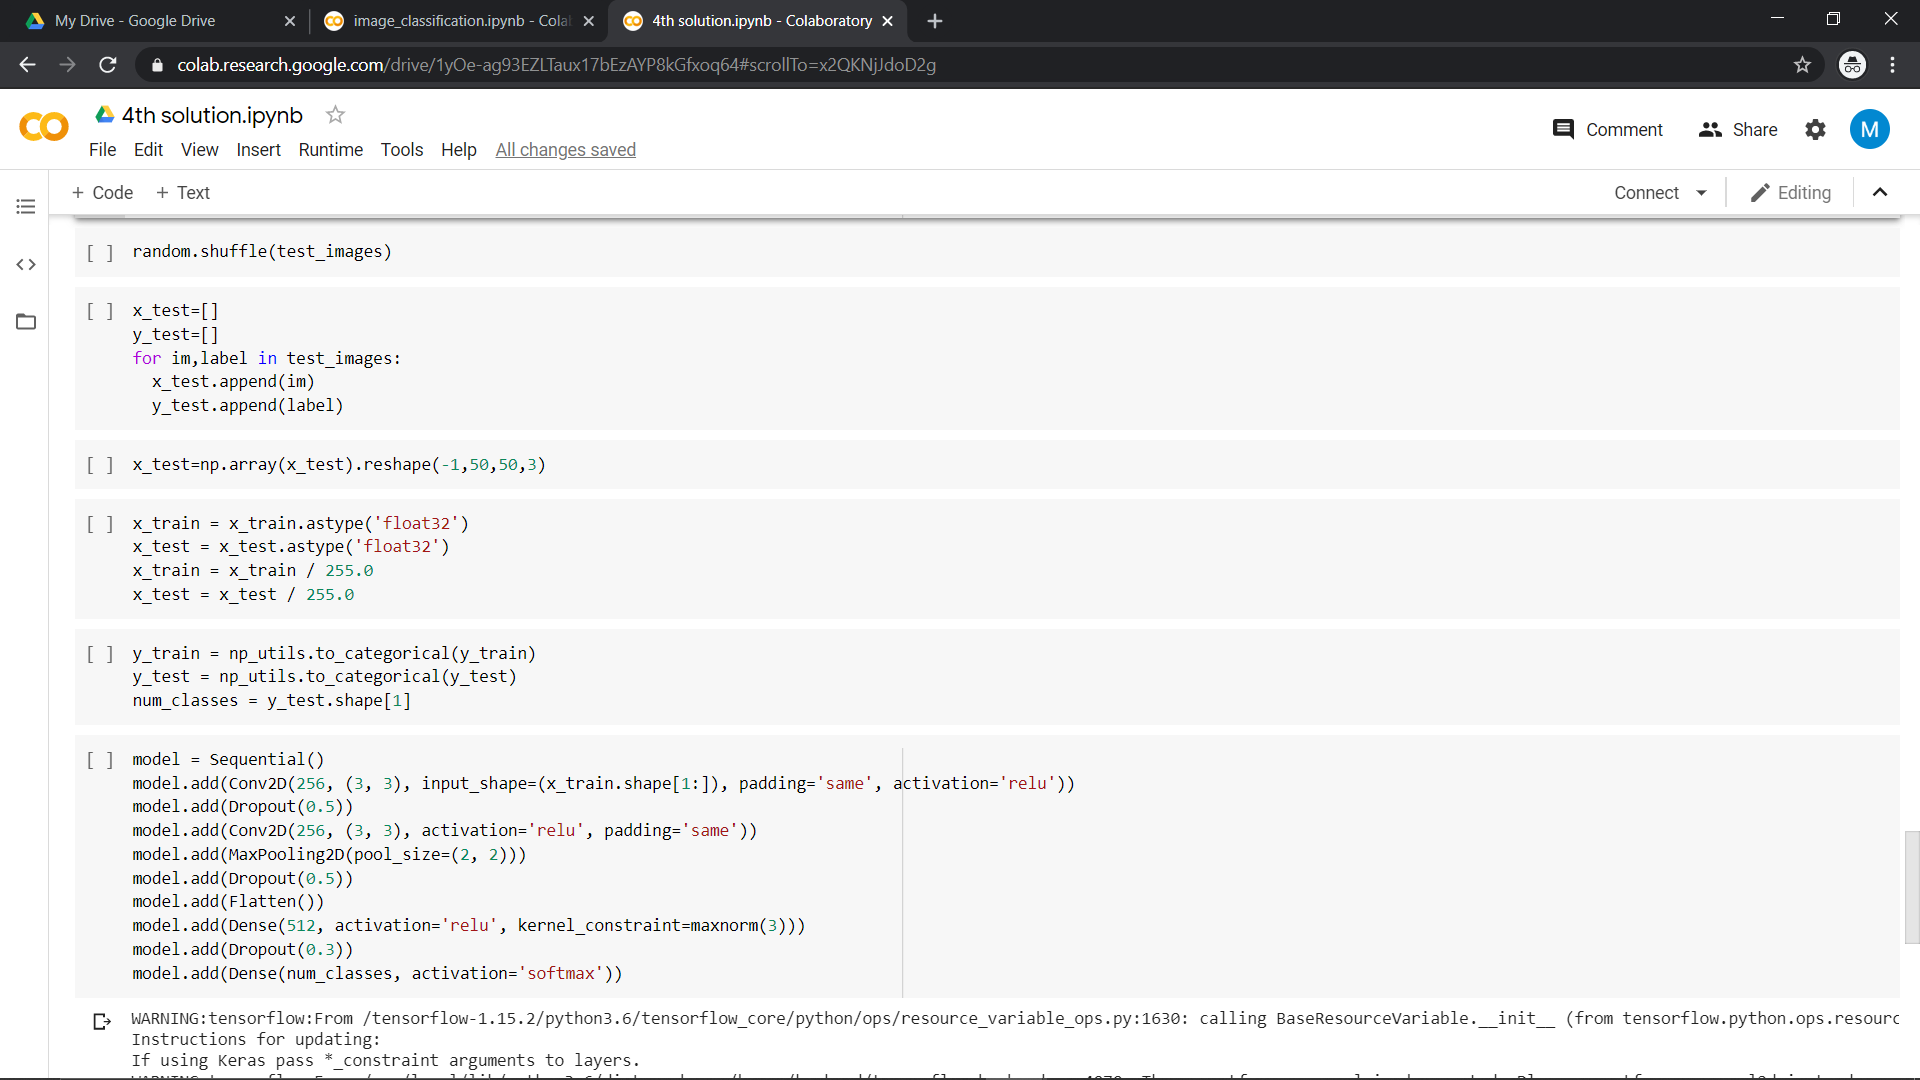 My Drive - Google Drive
image_classification.ipynb - Cola
4th solution.ipynb - Colaboratory
colab.research.google.com/drive/1yOe-ag93EZLTaux17bEzAYP8kGfxoq64#scrollTo=x2QKNjJdoD2g
4th solution.ipynb
Comment
Share
M
File Edit View Insert Runtime Tools Help All changes saved
+ Code + Text
Connect
Editing
[ ] random.shuffle(test_images)
[ ] x_test=[]
y_test=[]
for im,label in test_images:
x_test.append(im)
y_test.append(label)
[ ] x_test=np.array(x_test).reshape(-1,50,50,3)
[ ] x_train = x_train.astype('float32')
x_test = x_test.astype('float32')
x_train = x_train / 255.0
x_test = x_test / 255.0
[ ] y_train = np_utils.to_categorical(y_train)
y_test = np_utils.to_categorical(y_test)
num_classes = y_test.shape[1]
[ ] model = Sequential()
model.add(Conv2D(256, (3, 3), input_shape=(x_train.shape[1:]), padding='same', activation='relu'))
model.add(Dropout(0.5))
model.add(Conv2D(256, (3, 3), activation='relu', padding='same'))
model.add(MaxPooling2D(pool_size=(2, 2)))
model.add(Dropout(0.5))
model.add(Flatten())
model.add(Dense(512, activation='relu', kernel_constraint=maxnorm(3)))
model.add(Dropout(0.3))
model.add(Dense(num_classes, activation='softmax'))
WARNING:tensorflow:From /tensorflow-1.15.2/python3.6/tensorflow_core/python/ops/resource_variable_ops.py:1630: calling BaseResourceVariable.__init__ (from tensorflow.python.ops.resourc
Instructions for updating:
If using Keras pass *_constraint arguments to layers.